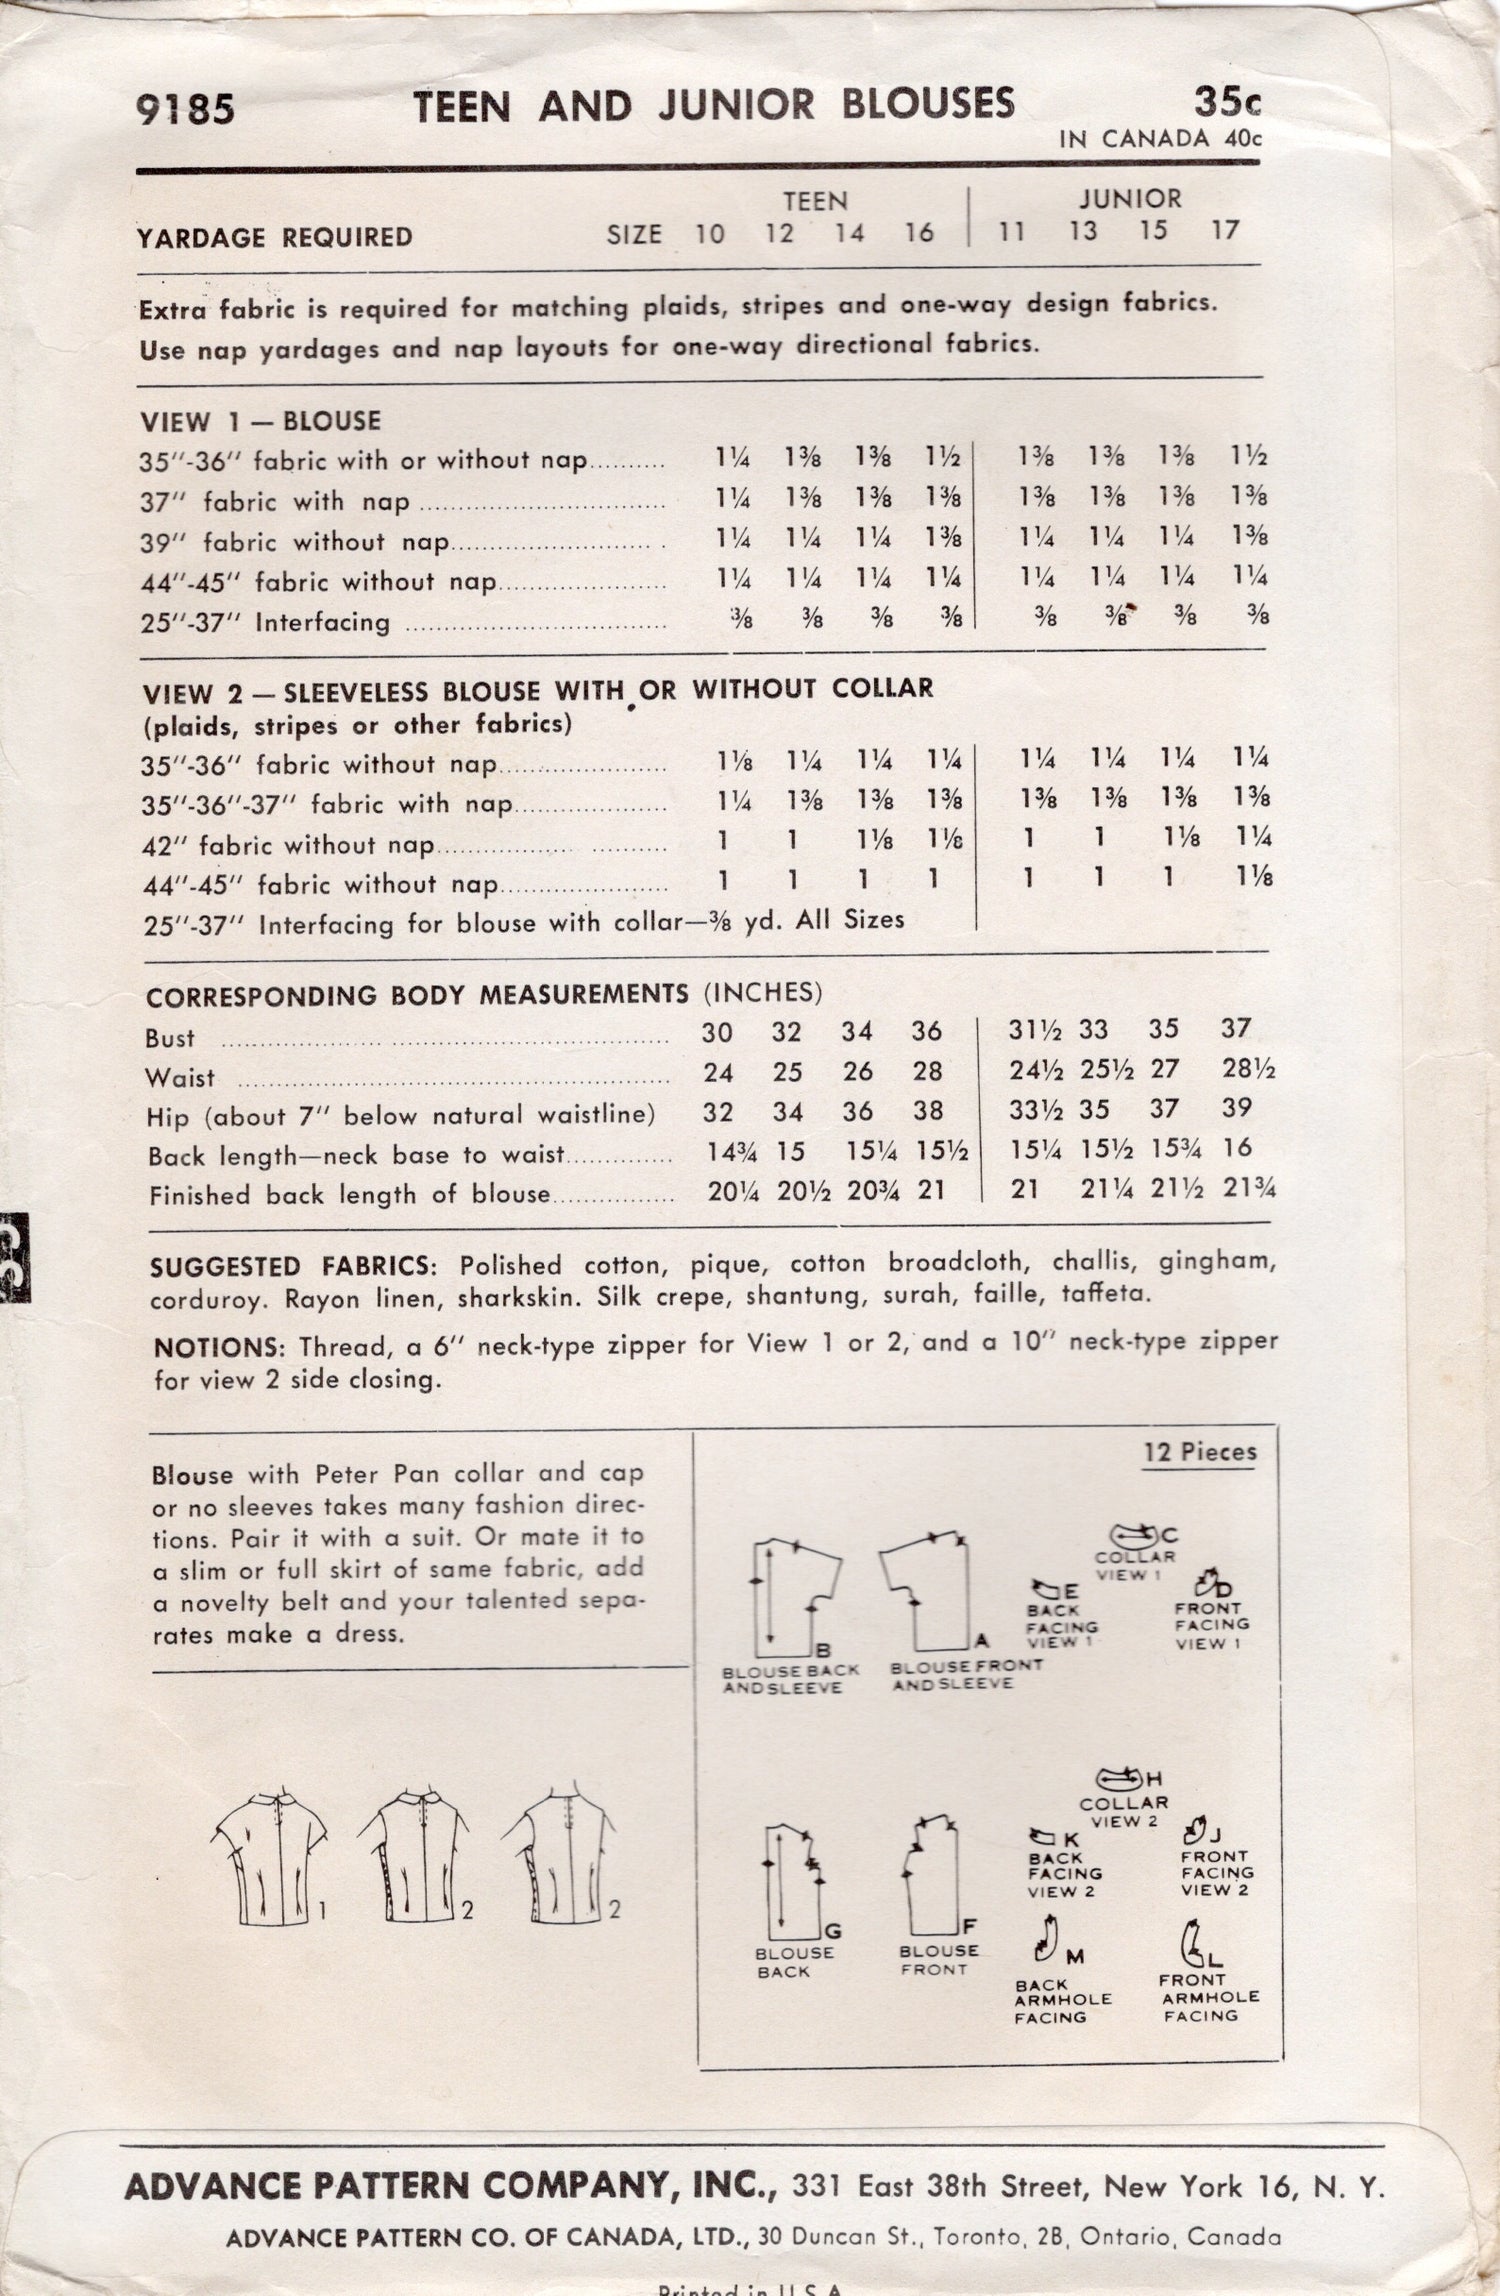 9185 TEEN AND JUNIOR BLOUSES 35c
IN CANADA 40c
TEEN JUNIOR
YARDAGE REQUIRED SIZE 10 12 14 16 11 13 15 17
Extra fabric is required for matching plaids, stripes and one-way design fabrics.
Use nap yardages and nap layouts for one-way directional fabrics.
VIEW 1 — BLOUSE
35"-36" fabric with or without nap.......... 1¼ 1⅜ 1⅜ 1½ 1⅜ 1⅜ 1⅜ 1½
37" fabric with nap .......... 1¼ 1⅜ 1⅜ 1⅜ 1⅜ 1⅜ 1⅜ 1⅜
39" fabric without nap.......... 1¼ 1¼ 1¼ 1⅜ 1¼ 1¼ 1¼ 1⅜
44"-45" fabric without nap.......... 1¼ 1¼ 1¼ 1¼ 1¼ 1¼ 1¼ 1¼
25"-37" Interfacing .......... ⅜ ⅜ ⅜ ⅜ ⅜ ⅜ ⅜ ⅜
VIEW 2 — SLEEVELESS BLOUSE WITH OR WITHOUT COLLAR
(plaids, stripes or other fabrics)
35"-36" fabric without nap.......... 1⅛ 1¼ 1¼ 1¼ 1¼ 1¼ 1¼ 1¼
35"-36"-37" fabric with nap.......... 1¼ 1⅜ 1⅜ 1⅜ 1⅜ 1⅜ 1⅜ 1⅜
42" fabric without nap.......... 1 1 1⅛ 1⅛ 1 1 1⅛ 1¼
44"-45" fabric without nap.......... 1 1 1 1 1 1 1 1⅛
25"-37" Interfacing for blouse with collar—⅜ yd. All Sizes
CORRESPONDING BODY MEASUREMENTS (INCHES)
Bust .......... 30 32 34 36 31½ 33 35 37
Waist .......... 24 25 26 28 24½ 25½ 27 28½
Hip (about 7" below natural waistline) 32 34 36 38 33½ 35 37 39
Back length—neck base to waist.......... 14¾ 15 15¼ 15½ 15¼ 15½ 15¾ 16
Finished back length of blouse.......... 20¼ 20½ 20¾ 21 21 21¼ 21½ 21¾
SUGGESTED FABRICS: Polished cotton, pique, cotton broadcloth, challis, gingham,
corduroy. Rayon linen, sharkskin. Silk crepe, shantung, surah, faille, taffeta.
NOTIONS: Thread, a 6" neck-type zipper for View 1 or 2, and a 10" neck-type zipper
for view 2 side closing.
Blouse with Peter Pan collar and cap
or no sleeves takes many fashion direc-
tions. Pair it with a suit. Or mate it to
a slim or full skirt of same fabric, add
a novelty belt and your talented sepa-
rates make a dress.
1 2 2
12 Pieces
B
BLOUSE BACK
AND SLEEVE
A
BLOUSE FRONT
AND SLEEVE
C
COLLAR
VIEW 1
E
BACK
FACING
VIEW 1
D
FRONT
FACING
VIEW 1
G
BLOUSE
BACK
F
BLOUSE
FRONT
H
COLLAR
VIEW 2
K
BACK
FACING
VIEW 2
J
FRONT
FACING
VIEW 2
M
BACK
ARMHOLE
FACING
L
FRONT
ARMHOLE
FACING
ADVANCE PATTERN COMPANY, INC., 331 East 38th Street, New York 16, N. Y.
ADVANCE PATTERN CO. OF CANADA, LTD., 30 Duncan St., Toronto, 2B, Ontario, Canada
Printed in U.S.A.